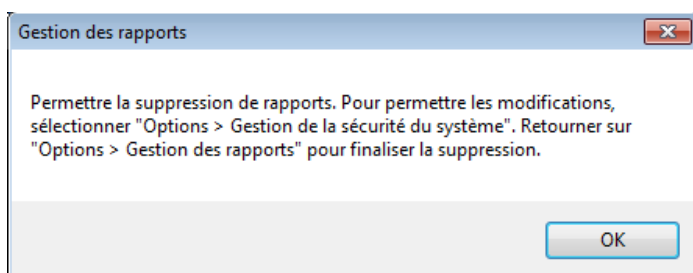 Gestion des rapports
Permettre la suppression de rapports. Pour permettre les modifications,
sélectionner "Options > Gestion de la sécurité du système". Retourner sur
"Options > Gestion des rapports" pour finaliser la suppression.
OK